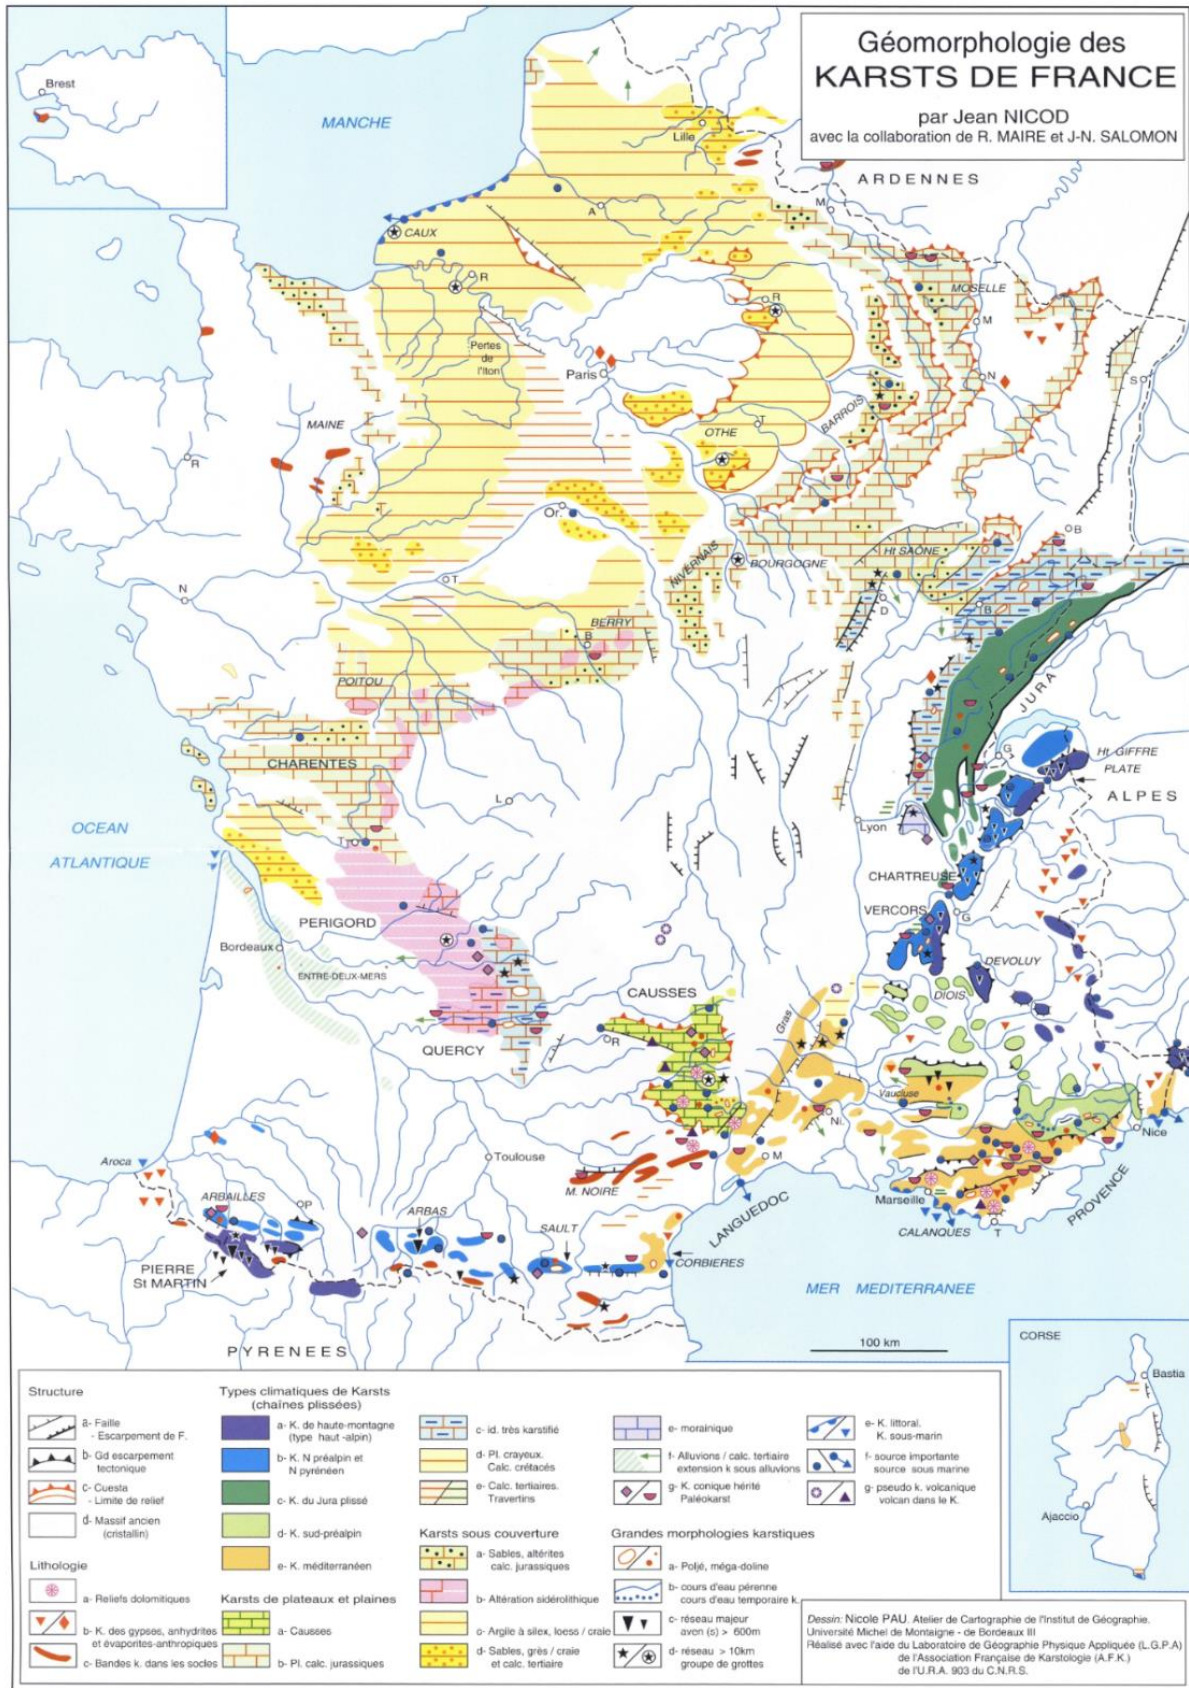 Géomorphologie des
KARSTS DE FRANCE
par Jean NICOD
avec la collaboration de R. MAIRE et J-N. SALOMON
Brest
MANCHE
Lille
ARDENNES
CAUX
A
M
R
R
MOSELLE
M
Pertes
de
l'Iton
Paris
N
S
BARROIS
MAINE
OTHE
T
R
Or.
B
Ht SAÔNE
NIVERNAIS
BOURGOGNE
N
T
D
B
BERRY
B
POITOU
JURA
G
Ht. GIFFRE
PLATE
CHARENTES
L
ALPES
OCEAN
ATLANTIQUE
Lyon
T
CHARTREUSE
PERIGORD
VERCORS
G
Bordeaux
DEVOLUY
ENTRE-DEUX-MERS
DIOIS
CAUSSES
Gras
QUERCY
R
Vaucluse
Ni.
Nice
Aroca
Toulouse
M
M. NOIRE
Marseille
PROVENCE
ARBAILLES
P
ARBAS
LANGUEDOC
CALANQUES
T
SAULT
PIERRE
St MARTIN
CORBIERES
MER MEDITERRANEE
100 km
PYRENEES
CORSE
Bastia
Ajaccio
Structure
a- Faille
- Escarpement de F.
b- Gd escarpement
tectonique
c- Cuesta
- Limite de relief
d- Massif ancien
(cristallin)
Lithologie
a- Reliefs dolomitiques
b- K. des gypses, anhydrites
et évaporites-anthropiques
c- Bandes k. dans les socles
Types climatiques de Karsts
(chaînes plissées)
a- K. de haute-montagne
(type haut -alpin)
b- K. N préalpin et
N pyrénéen
c- K. du Jura plissé
d- K. sud-préalpin
e- K. méditerranéen
Karsts de plateaux et plaines
a- Causses
b- Pl. calc. jurassiques
c- id. très karstifié
d- Pl. crayeux.
Calc. crétacés
e- Calc. tertiaires.
Travertins
Karsts sous couverture
a- Sables, altérites
calc. jurassiques
b- Altération sidérolithique
c- Argile à silex, loess / craie
d- Sables, grès / craie
et calc. tertiaire
e- morainique
f- Alluvions / calc. tertiaire
extension k sous alluvions
g- K. conique hérité
Paléokarst
Grandes morphologies karstiques
a- Poljé, méga-doline
b- cours d'eau pérenne
cours d'eau temporaire k.
c- réseau majeur
aven (s) > 600m
d- réseau > 10km
groupe de grottes
e- K. littoral.
K. sous-marin
f- source importante
source sous marine
g- pseudo k. volcanique
volcan dans le K.
Dessin: Nicole PAU. Atelier de Cartographie de l'Institut de Géographie.
Université Michel de Montaigne - de Bordeaux III
Réalisé avec l'aide du Laboratoire de Géographie Physique Appliquée (L.G.P.A)
de l'Association Française de Karstologie (A.F.K.)
de l'U.R.A. 903 du C.N.R.S.